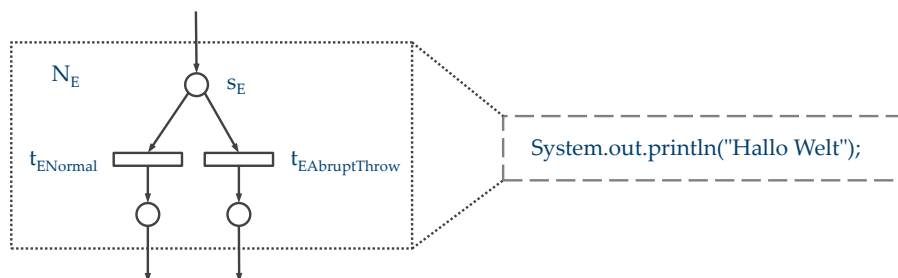 N_E
s_E
t_ENormal
t_EAbruptThrow
System.out.println("Hallo Welt");